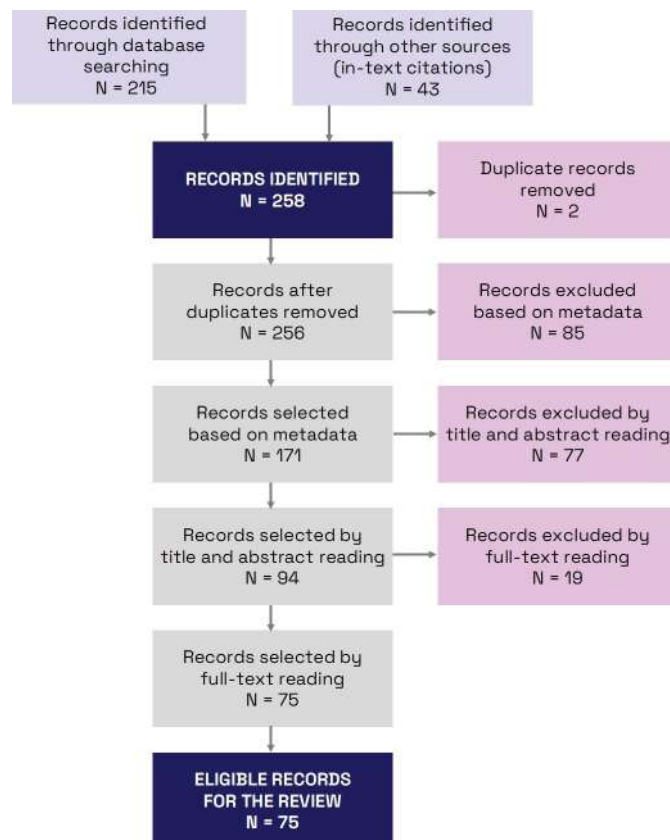 Records identified
through database
searching
N = 215
Records identified
through other sources
(in-text citations)
N = 43
RECORDS IDENTIFIED
N = 258
Duplicate records
removed
N = 2
Records after
duplicates removed
N = 256
Records excluded
based on metadata
N = 85
Records selected
based on metadata
N = 171
Records excluded by
title and abstract reading
N = 77
Records selected by
title and abstract reading
N = 94
Records excluded by
full-text reading
N = 19
Records selected by
full-text reading
N = 75
ELIGIBLE RECORDS
FOR THE REVIEW
N = 75